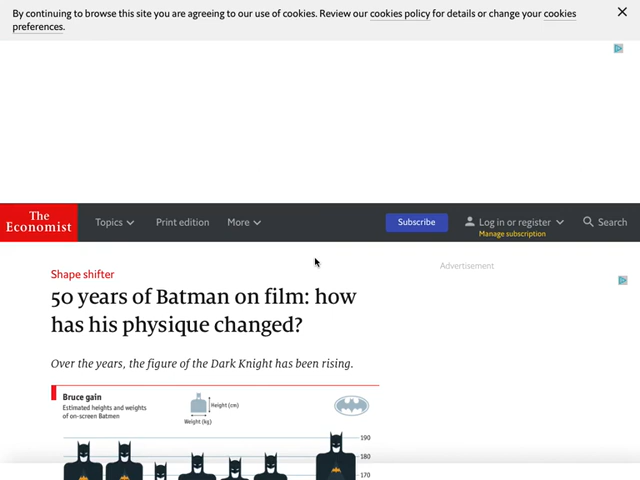 By continuing to browse this site you are agreeing to our use of cookies. Review our cookies policy for details or change your cookies
preferences.
The
Economist
Topics
Print edition
More
Subscribe
Log in or register
Manage subscription
Search
Advertisement
Shape shifter
50 years of Batman on film: how
has his physique changed?
Over the years, the figure of the Dark Knight has been rising.
Bruce gain
Estimated heights and weights
of on-screen Batmen
Height (cm)
Weight (kg)
190
180
170